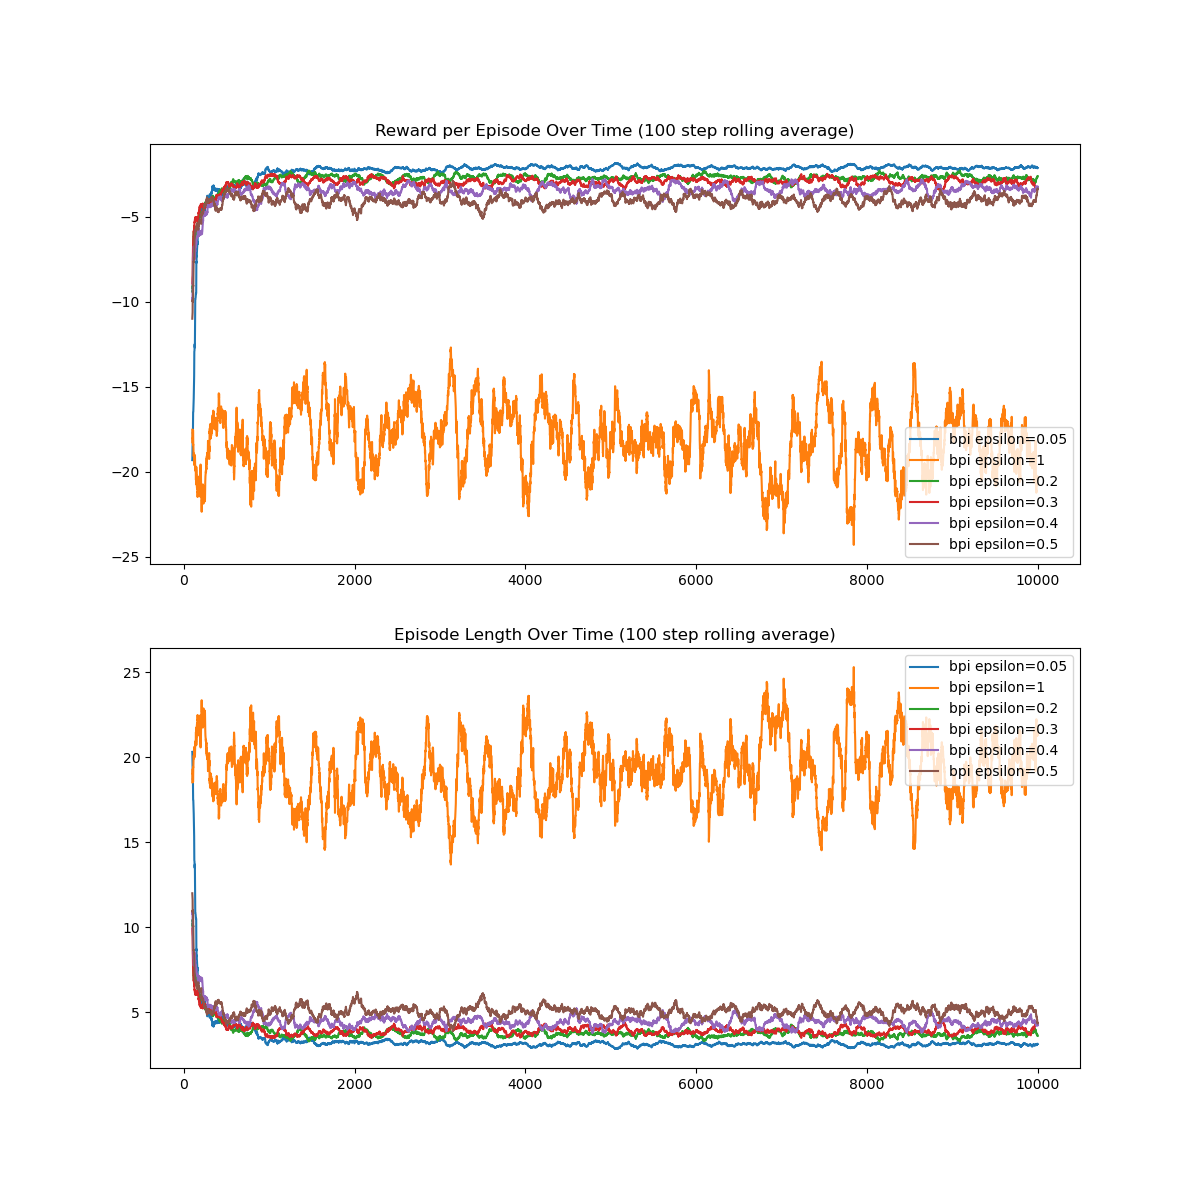 Reward per Episode Over Time (100 step rolling average)
−5
−10
−15
−20
−25
bpi epsilon=0.05
bpi epsilon=1
bpi epsilon=0.2
bpi epsilon=0.3
bpi epsilon=0.4
bpi epsilon=0.5
0 2000 4000 6000 8000 10000
Episode Length Over Time (100 step rolling average)
25
20
15
10
5
bpi epsilon=0.05
bpi epsilon=1
bpi epsilon=0.2
bpi epsilon=0.3
bpi epsilon=0.4
bpi epsilon=0.5
0 2000 4000 6000 8000 10000